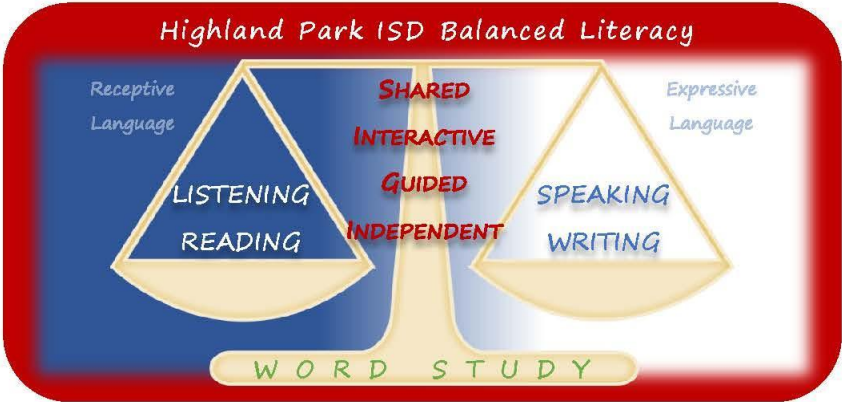 Highland Park ISD Balanced Literacy
Receptive
Language
LISTENING
READING
SHARED
INTERACTIVE
GUIDED
INDEPENDENT
Expressive
Language
SPEAKING
WRITING
WORD STUDY